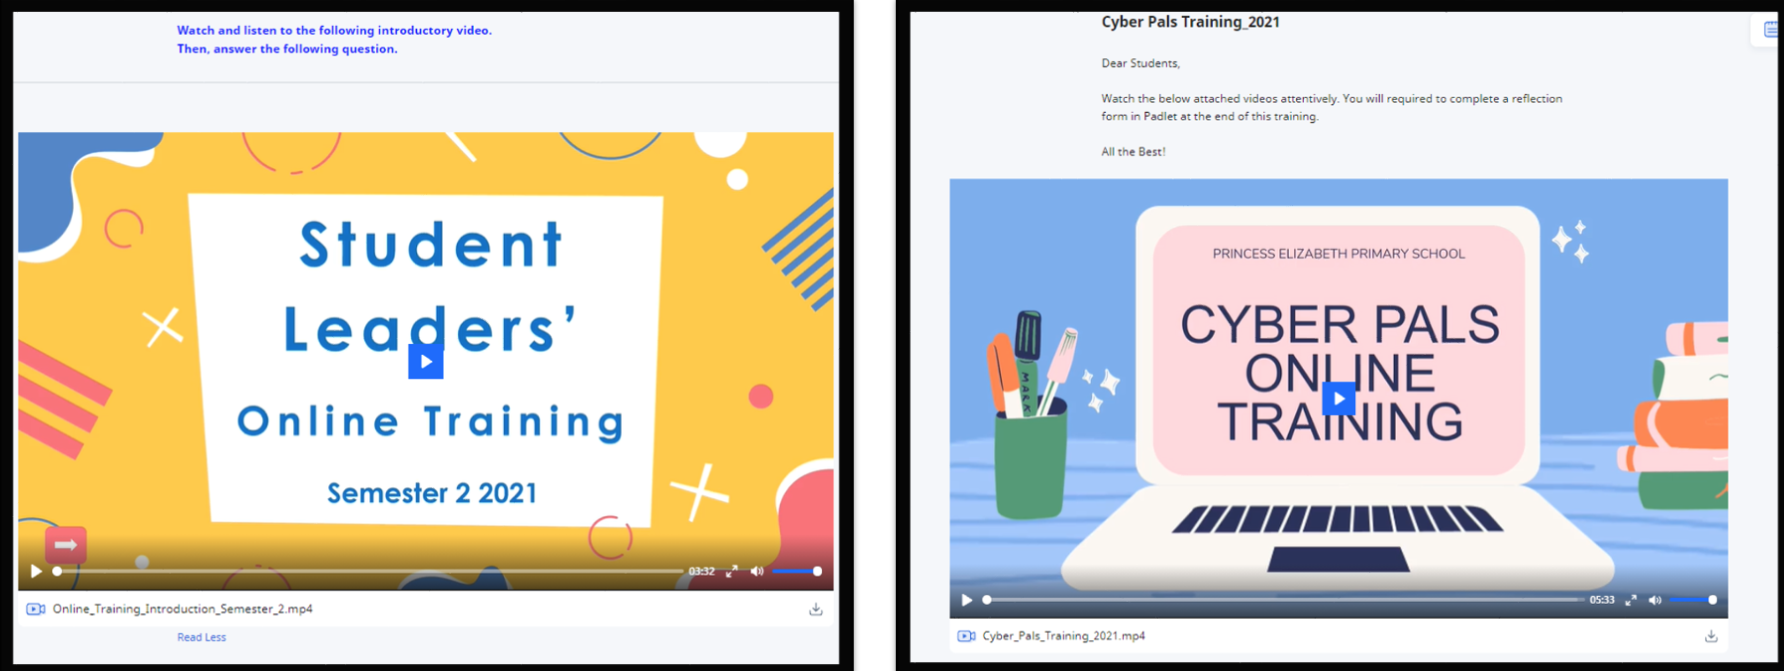 Watch and listen to the following introductory video.
Then, answer the following question.
Student
Leaders’
Online Training
Semester 2 2021
03:32
Online_Training_Introduction_Semester_2.mp4
Read Less
Cyber Pals Training_2021
Dear Students,
Watch the below attached videos attentively. You will required to complete a reflection
form in Padlet at the end of this training.
All the Best!
PRINCESS ELIZABETH PRIMARY SCHOOL
CYBER PALS
ONLINE
TRAINING
MARK
05:33
Cyber_Pals_Training_2021.mp4